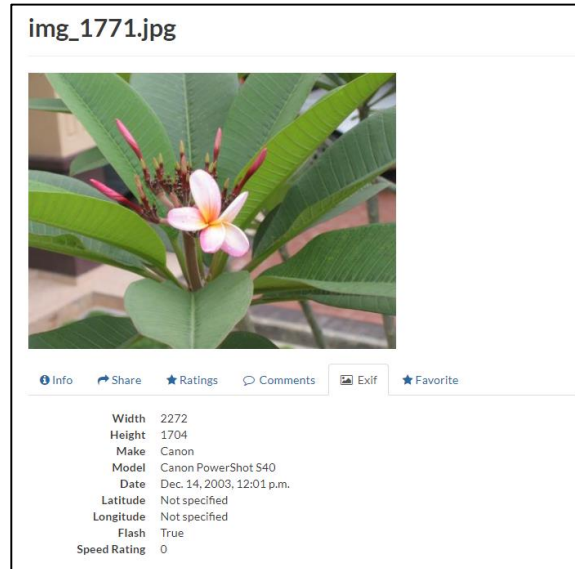 img_1771.jpg
Info Share Ratings Comments Exif Favorite
Width 2272
Height 1704
Make Canon
Model Canon PowerShot S40
Date Dec. 14, 2003, 12:01 p.m.
Latitude Not specified
Longitude Not specified
Flash True
Speed Rating 0